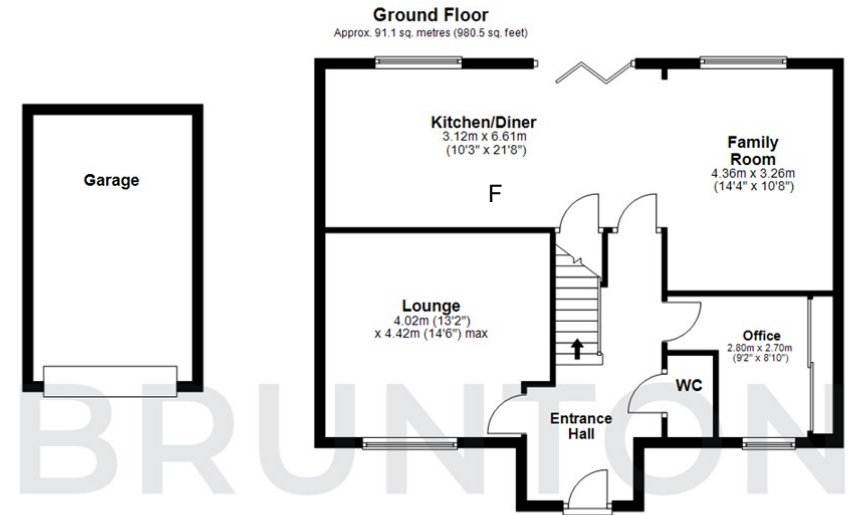 Ground Floor
Approx. 91.1 sq. metres (980.5 sq. feet)
Garage
Kitchen/Diner
3.12m x 6.61m
(10'3" x 21'8")
F
Family
Room
4.36m x 3.26m
(14'4" x 10'8")
Lounge
4.02m (13'2")
x 4.42m (14'6") max
Office
2.80m x 2.70m
(9'2" x 8'10")
WC
Entrance
Hall
BRUNTON